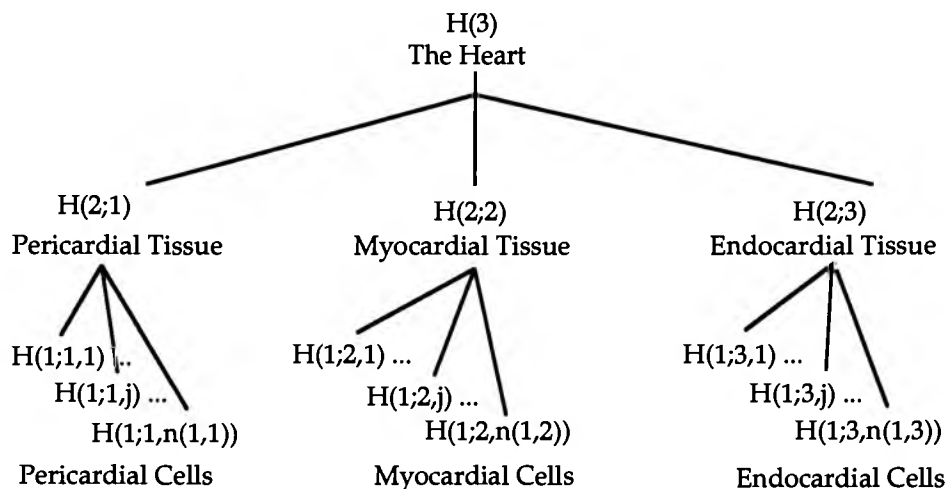 H(3)
The Heart
H(2;1)
Pericardial Tissue
H(2;2)
Myocardial Tissue
H(2;3)
Endocardial Tissue
H(1;1,1) ...
H(1;1,j) ...
H(1;1,n(1,1))
Pericardial Cells
H(1;2,1) ...
H(1;2,j) ...
H(1;2,n(1,2))
Myocardial Cells
H(1;3,1) ...
H(1;3,j) ...
H(1;3,n(1,3))
Endocardial Cells